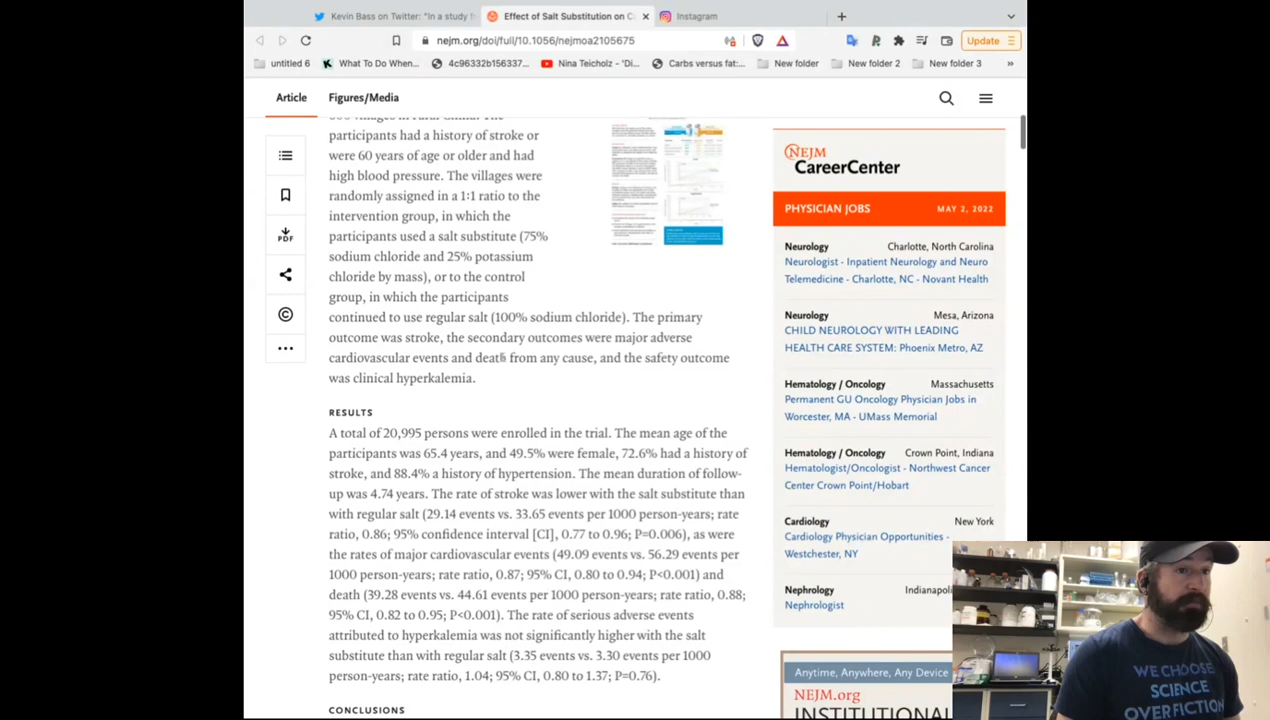 Kevin Bass on Twitter: "In a study f
Effect of Salt Substitution on C
Instagram
nejm.org/doi/full/10.1056/nejmoa2105675
Update
untitled 6
What To Do When...
4c96332b156337...
Nina Teicholz - 'Di...
Carbs versus fat:...
New folder
New folder 2
New folder 3
»
Article
Figures/Media
participants had a history of stroke or
were 60 years of age or older and had
high blood pressure. The villages were
randomly assigned in a 1:1 ratio to the
intervention group, in which the
participants used a salt substitute (75%
sodium chloride and 25% potassium
chloride by mass), or to the control
group, in which the participants
continued to use regular salt (100% sodium chloride). The primary
outcome was stroke, the secondary outcomes were major adverse
cardiovascular events and death from any cause, and the safety outcome
was clinical hyperkalemia.
RESULTS
A total of 20,995 persons were enrolled in the trial. The mean age of the
participants was 65.4 years, and 49.5% were female, 72.6% had a history of
stroke, and 88.4% a history of hypertension. The mean duration of follow-
up was 4.74 years. The rate of stroke was lower with the salt substitute than
with regular salt (29.14 events vs. 33.65 events per 1000 person-years; rate
ratio, 0.86; 95% confidence interval [CI], 0.77 to 0.96; P=0.006), as were
the rates of major cardiovascular events (49.09 events vs. 56.29 events per
1000 person-years; rate ratio, 0.87; 95% CI, 0.80 to 0.94; P<0.001) and
death (39.28 events vs. 44.61 events per 1000 person-years; rate ratio, 0.88;
95% CI, 0.82 to 0.95; P<0.001). The rate of serious adverse events
attributed to hyperkalemia was not significantly higher with the salt
substitute than with regular salt (3.35 events vs. 3.30 events per 1000
person-years; rate ratio, 1.04; 95% CI, 0.80 to 1.37; P=0.76).
CONCLUSIONS
PDF
NEJM
CareerCenter
PHYSICIAN JOBS
MAY 2, 2022
Neurology
Charlotte, North Carolina
Neurologist - Inpatient Neurology and Neuro
Telemedicine - Charlotte, NC - Novant Health
Neurology
Mesa, Arizona
CHILD NEUROLOGY WITH LEADING
HEALTH CARE SYSTEM: Phoenix Metro, AZ
Hematology / Oncology
Massachusetts
Permanent GU Oncology Physician Jobs in
Worcester, MA - UMass Memorial
Hematology / Oncology
Crown Point, Indiana
Hematologist/Oncologist - Northwest Cancer
Center Crown Point/Hobart
Cardiology
New York
Cardiology Physician Opportunities -
Westchester, NY
Nephrology
Indianapo
Nephrologist
Anytime, Anywhere, Any Device
NEJM.org
INSTITUTIONAL
WE CHOOSE
SCIENCE
OVER FICTION